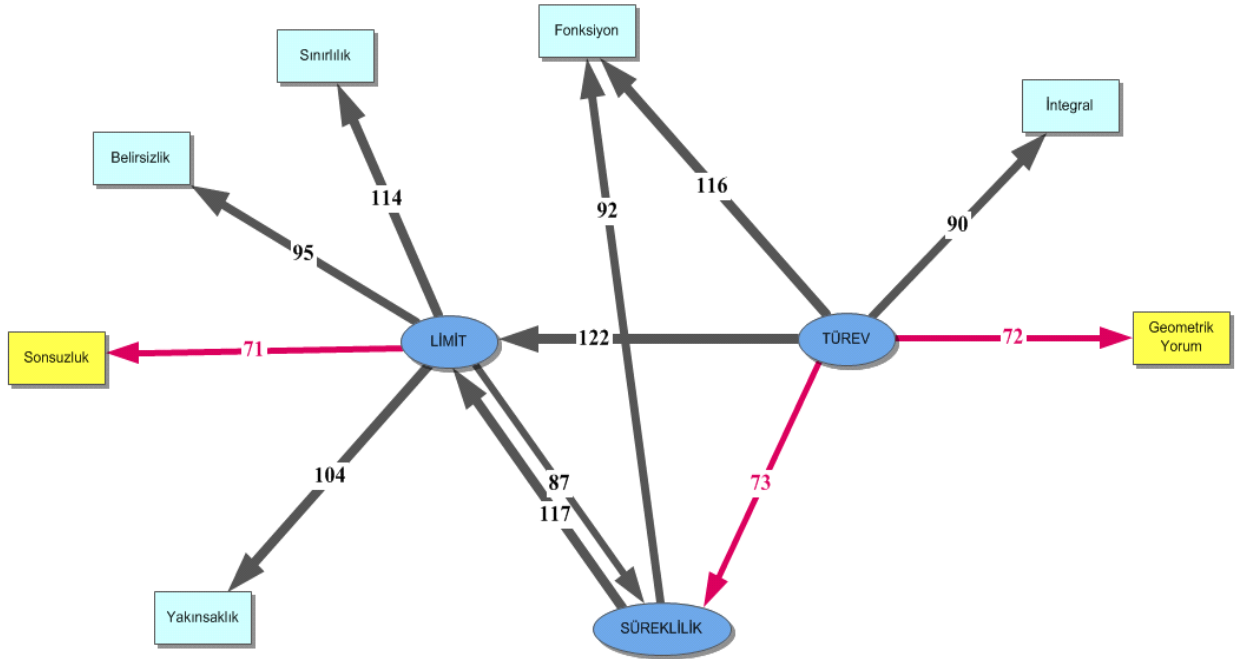 Fonksiyon
Sınırlılık
İntegral
Belirsizlik
114
116
92
90
95
Sonsuzluk
71
LİMİT
122
TÜREV
72
Geometrik
Yorum
104
87
73
117
Yakınsaklık
SÜREKLİLİK